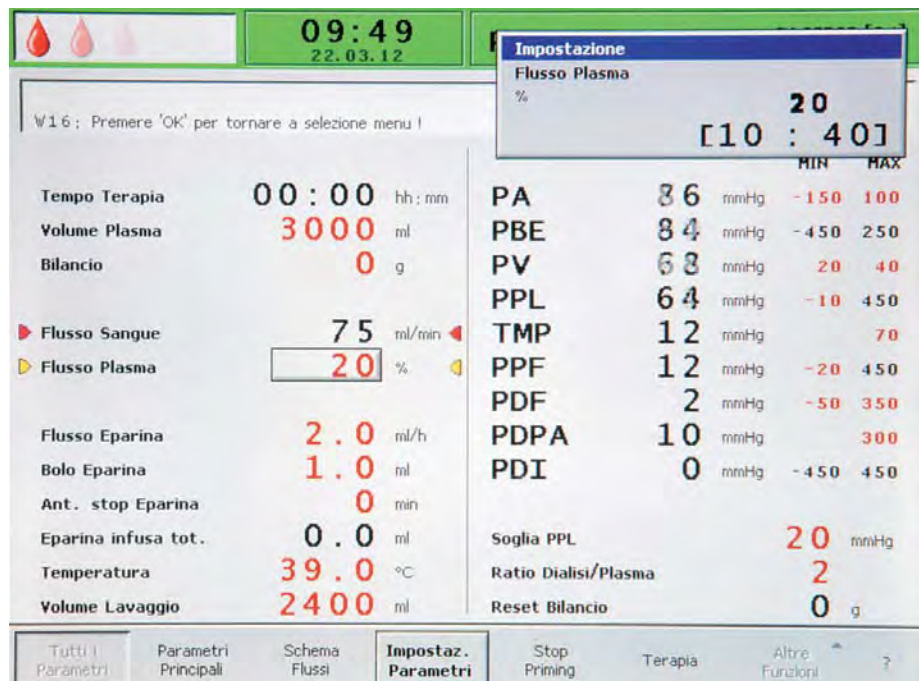 09:49
22.03.12
Impostazione
Flusso Plasma
%
20
[10 : 40]
W16; Premere 'OK' per tornare a selezione menu !
MIN MAX
Tempo Terapia 00:00 hh:mm
Volume Plasma 3000 ml
Bilancio 0 g
Flusso Sangue 75 ml/min
Flusso Plasma 20 %
Flusso Eparina 2.0 ml/h
Bolo Eparina 1.0 ml
Ant. stop Eparina 0 min
Eparina infusa tot. 0.0 ml
Temperatura 39.0 °C
Volume Lavaggio 2400 ml
PA 86 mmHg -150 100
PBE 84 mmHg -450 250
PV 68 mmHg 20 40
PPL 64 mmHg -10 450
TMP 12 mmHg 70
PPF 12 mmHg -20 450
PDF 2 mmHg -50 350
PDPA 10 mmHg 300
PDI 0 mmHg -450 450
Soglia PPL 20 mmHg
Ratio Dialisi/Plasma 2
Reset Bilancio 0 g
Tutti i Parametri
Parametri Principali
Schema Flussi
Impostaz. Parametri
Stop Priming
Terapia
Altre Funzioni
?